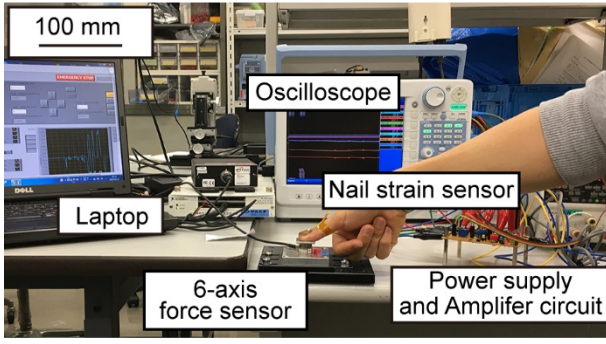 100 mm
EMERGENCY STOP
Oscilloscope
Nail strain sensor
DELL
Laptop
6-axis
force sensor
Power supply
and Amplifer circuit